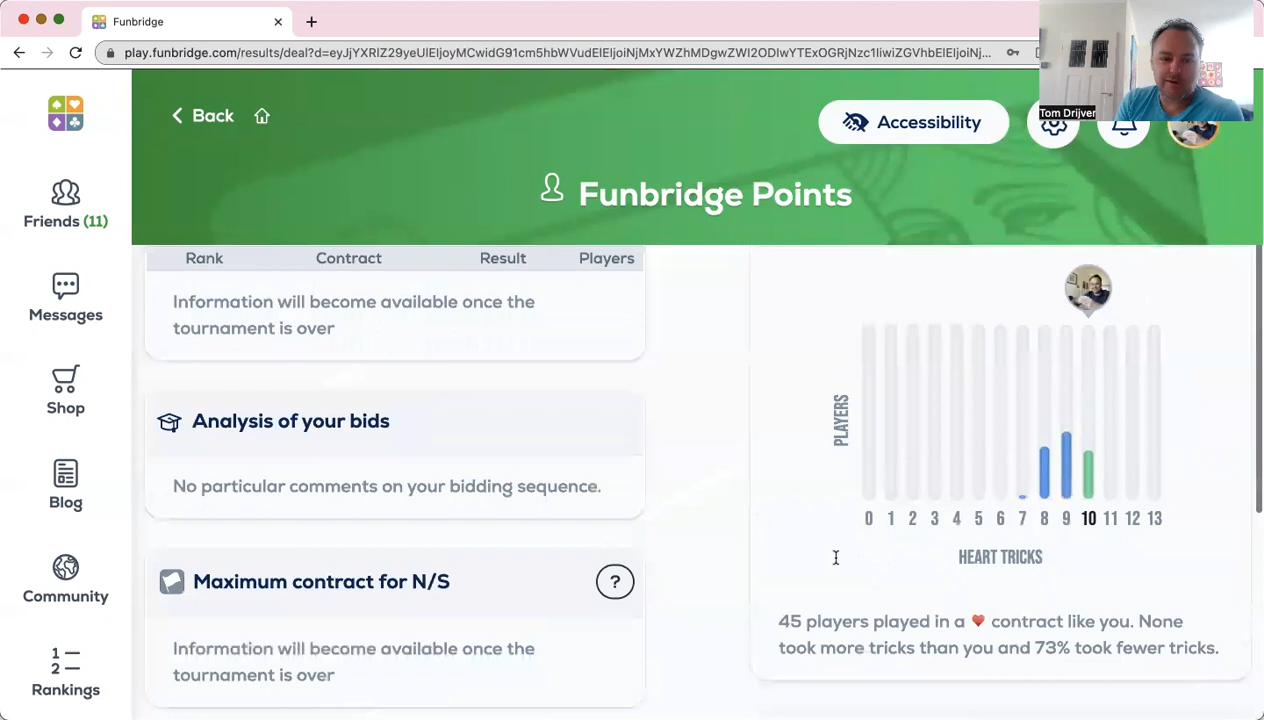 Funbridge
play.funbridge.com/results/deal?d=eyJjYXRlZ29yeUlEIjoyMCwidG91cm5hbWVudElEIjoiNjMxYWZhMDgwZWI2ODIwYTExOGRjNzc1IiwiZGVhbElEIjoiNj...
Tom Drijver
Back
Accessibility
Funbridge Points
Friends (11)
Messages
Shop
Blog
Community
1
2
Rankings
Rank Contract Result Players
Information will become available once the
tournament is over
Analysis of your bids
No particular comments on your bidding sequence.
Maximum contract for N/S ?
Information will become available once the
tournament is over
PLAYERS
0 1 2 3 4 5 6 7 8 9 10 11 12 13
HEART TRICKS
45 players played in a ♥ contract like you. None
took more tricks than you and 73% took fewer tricks.